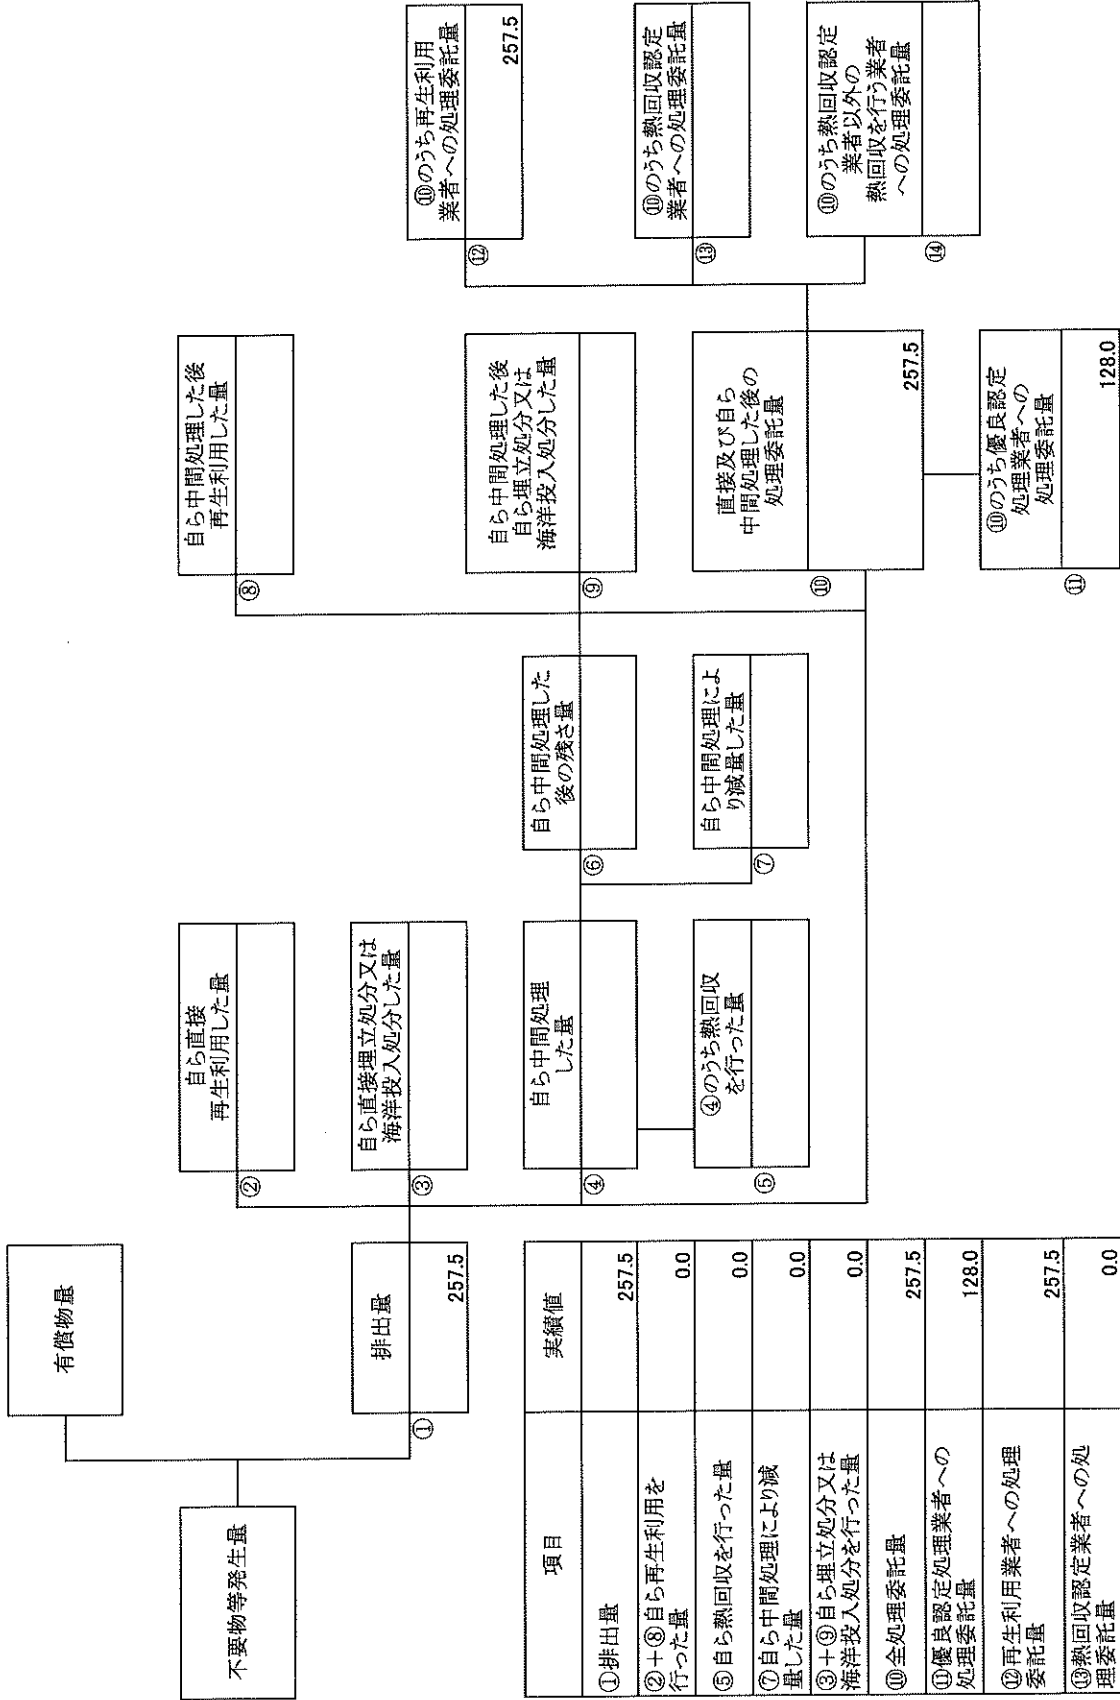 不要物等発生量
有償物量
①
排出量
257.5
②
自ら直接
再生利用した量
③
自ら直接埋立処分又は
海洋投入処分した量
④
自ら中間処理
した量
⑤
④のうち熱回収
を行った量
⑥
自ら中間処理した
後の残さ量
⑦
自ら中間処理によ
り減量した量
⑧
自ら中間処理した後
再生利用した量
⑨
自ら中間処理した後
自ら埋立処分又は
海洋投入処分した量
⑩
直接及び自ら
中間処理した後の
処理委託量
257.5
⑪
⑩のうち優良認定
処理業者への
処理委託量
128.0
⑫
⑩のうち再生利用
業者への処理委託量
257.5
⑬
⑩のうち熱回収認定
業者への処理委託量
⑭
⑩のうち熱回収認定
業者以外の
熱回収を行う業者
への処理委託量
項目 実績値
①排出量 257.5
②+⑧自ら再生利用を
行った量 0.0
⑤自ら熱回収を行った量 0.0
⑦自ら中間処理により減
量した量 0.0
③+⑨自ら埋立処分又は
海洋投入処分を行った量 0.0
⑩全処理委託量 257.5
⑪優良認定処理業者への
処理委託量 128.0
⑫再生利用業者への処理
委託量 257.5
⑬熱回収認定業者への処
理委託量 0.0